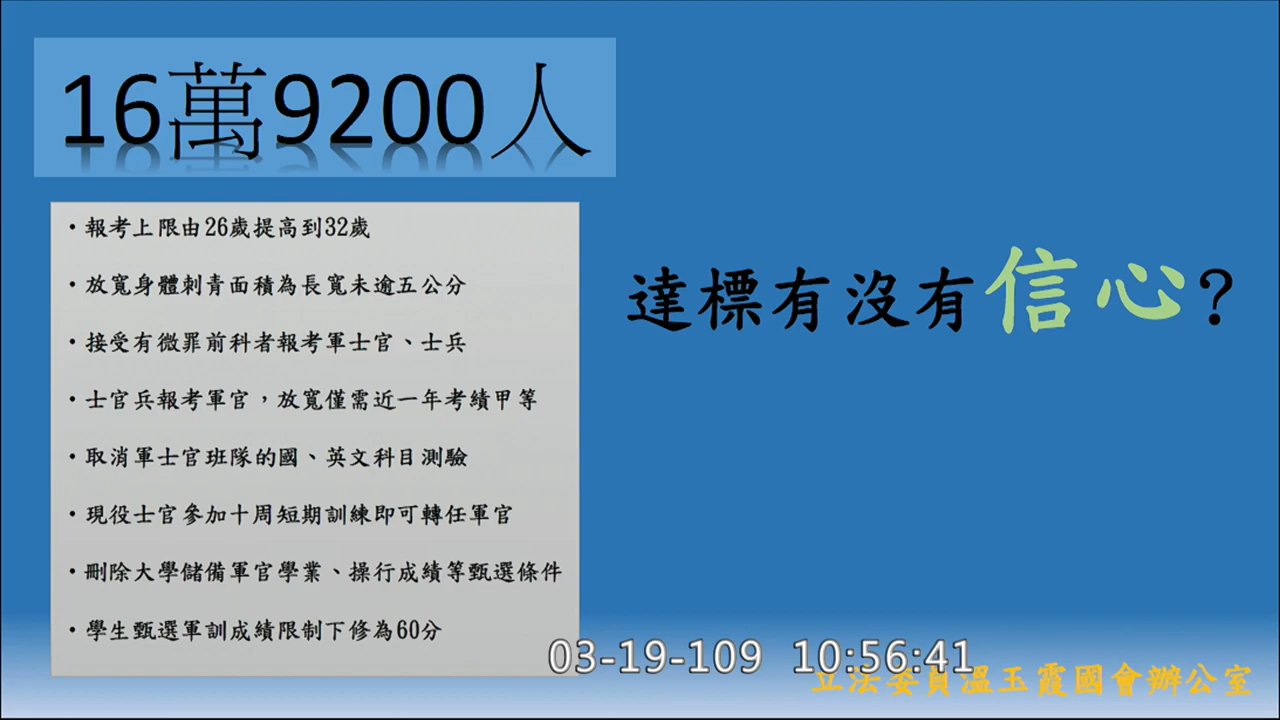 16萬9200人
•報考上限由26歲提高到32歲
•放寬身體刺青面積為長寬未逾五公分
•接受有微罪前科者報考軍士官、士兵
•士官兵報考軍官，放寬僅需近一年考績甲等
•取消軍士官班隊的國、英文科目測驗
•現役士官參加十周短期訓練即可轉任軍官
•刪除大學儲備軍官學業、操行成績等甄選條件
•學生甄選軍訓成績限制下修為60分
達標有沒有信心?
03-19-109 10:56:41
立法委員溫玉霞國會辦公室